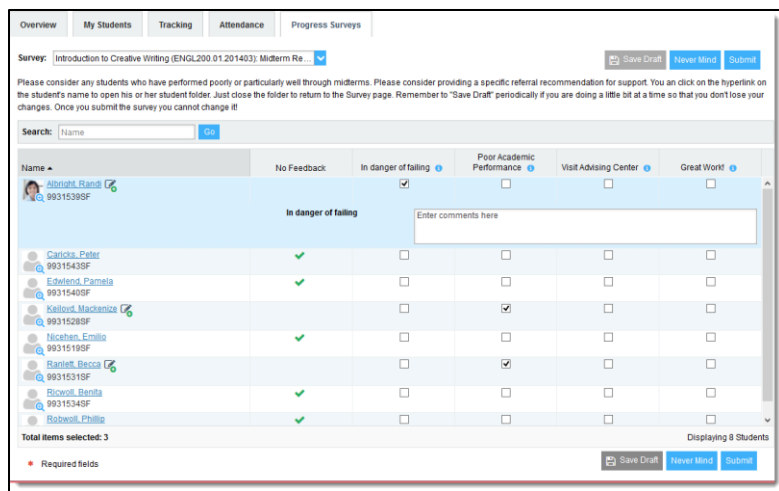 Overview My Students Tracking Attendance Progress Surveys
Survey: Introduction to Creative Writing (ENGL200.01.201403): Midterm Re... Save Draft Never Mind Submit
Please consider any students who have performed poorly or particularly well through midterms. Please consider providing a specific referral recommendation for support. You an click on the hyperlink on
the student's name to open his or her student folder. Just close the folder to return to the Survey page. Remember to "Save Draft" periodically if you are doing a little bit at a time so that you don't lose your
changes. Once you submit the survey you cannot change it!
Search: Name Go
Name No Feedback In danger of failing Poor Academic Performance Visit Advising Center Great Work!
Albright, Randi
9931539SF
In danger of failing Enter comments here
Caricks, Peter
9931543SF
Edwlend, Pamela
9931540SF
Keiloyd, Mackenize
9931528SF
Nicehen, Emilio
9931519SF
Ranlett, Becca
9931531SF
Ricwoll, Benita
9931534SF
Robwoll, Phillip
Total items selected: 3 Displaying 8 Students
* Required fields Save Draft Never Mind Submit